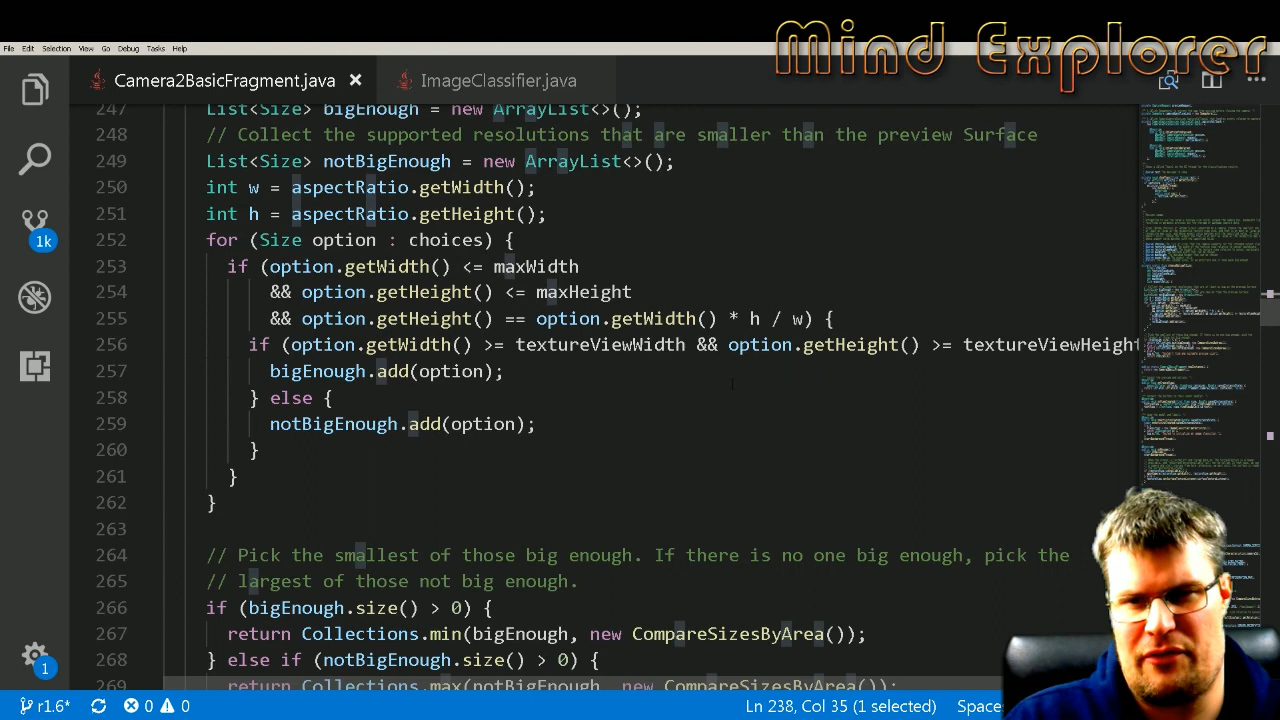 Mind Explorer
File Edit Selection View Go Debug Tasks Help
Camera2BasicFragment.java ImageClassifier.java
247 List<Size> bigEnough = new ArrayList<>();
248 // Collect the supported resolutions that are smaller than the preview Surface
249 List<Size> notBigEnough = new ArrayList<>();
250 int w = aspectRatio.getWidth();
251 int h = aspectRatio.getHeight();
252 for (Size option : choices) {
253 if (option.getWidth() <= maxWidth
254 && option.getHeight() <= maxHeight
255 && option.getHeight() == option.getWidth() * h / w) {
256 if (option.getWidth() >= textureViewWidth && option.getHeight() >= textureViewHeight
257 bigEnough.add(option);
258 } else {
259 notBigEnough.add(option);
260 }
261 }
262 }
263
264 // Pick the smallest of those big enough. If there is no one big enough, pick the
265 // largest of those not big enough.
266 if (bigEnough.size() > 0) {
267 return Collections.min(bigEnough, new CompareSizesByArea());
268 } else if (notBigEnough.size() > 0) {
269 return Collections.max(notBigEnough, new CompareSizesByArea());
1k
1
r1.6* 0 0 Ln 238, Col 35 (1 selected) Space